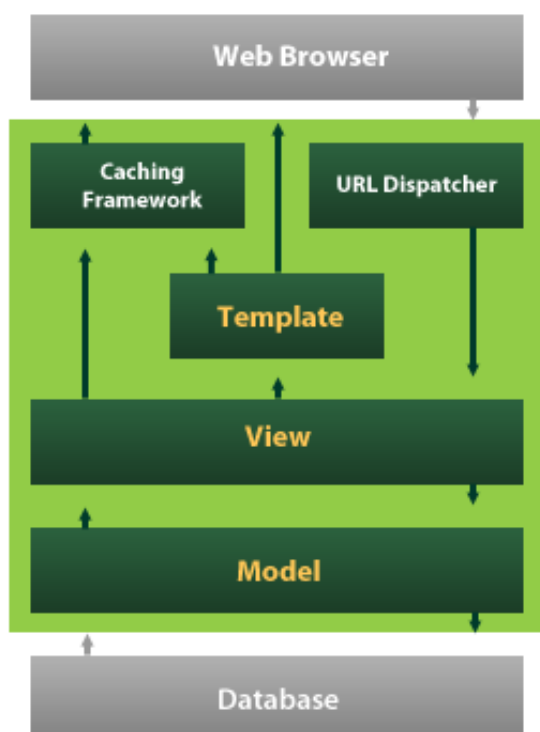 Web Browser
Caching
Framework
URL Dispatcher
Template
View
Model
Database